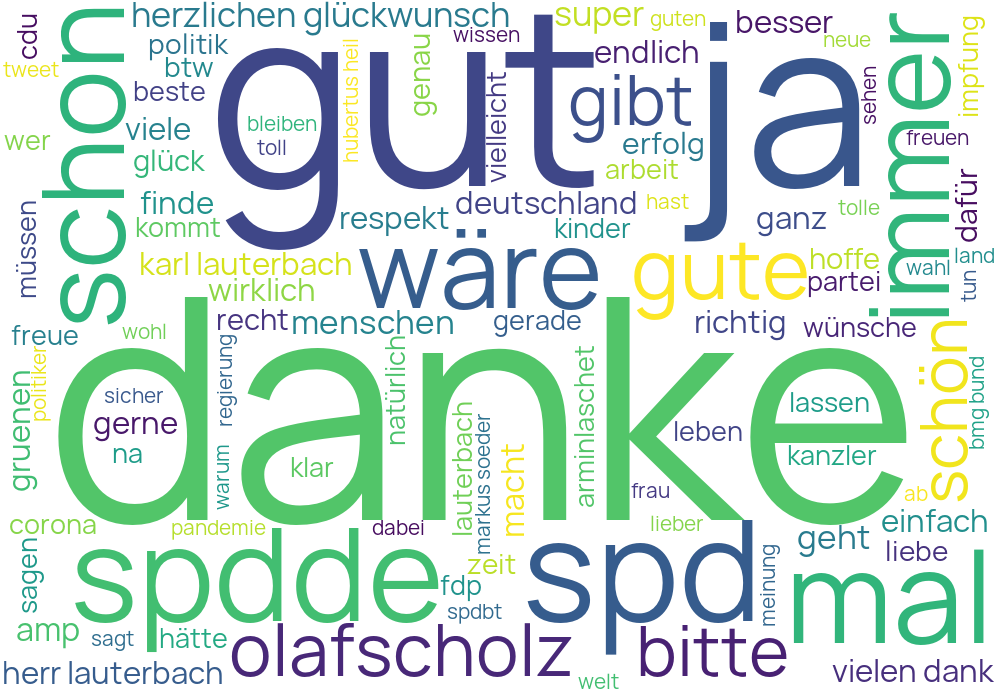 cdu
schon
herzlichen glückwunsch
super
guten
besser
neue
immer
impfung
tweet
politik
btw
beste
gut
ja
wissen
endlich
genau
hubertus heil
vielleicht
gibt
sehen
freuen
wer
viele
glück
bleiben
toll
erfolg
arbeit
dafür
müssen
finde
kommt
respekt
deutschland
kinder
hast
ganz
tolle
karl lauterbach
wirklich
wäre
gute
hoffe
partei
wahl
land
tun
freue
wohl
recht
menschen
gerade
richtig
wünsche
schön
politiker
gruenen
regierung
danke
natürlich
arminlaschet
bmg bund
sicher
gerne
na
warum
klar
lauterbach
markus soeder
macht
leben
lassen
kanzler
frau
ab
corona
pandemie
dabei
lieber
einfach
sagen
spdde
zeit
spd
meinung
geht
liebe
fdp
spdbt
mal
amp
sagt
hätte
olafscholz
bitte
herr lauterbach
welt
vielen dank